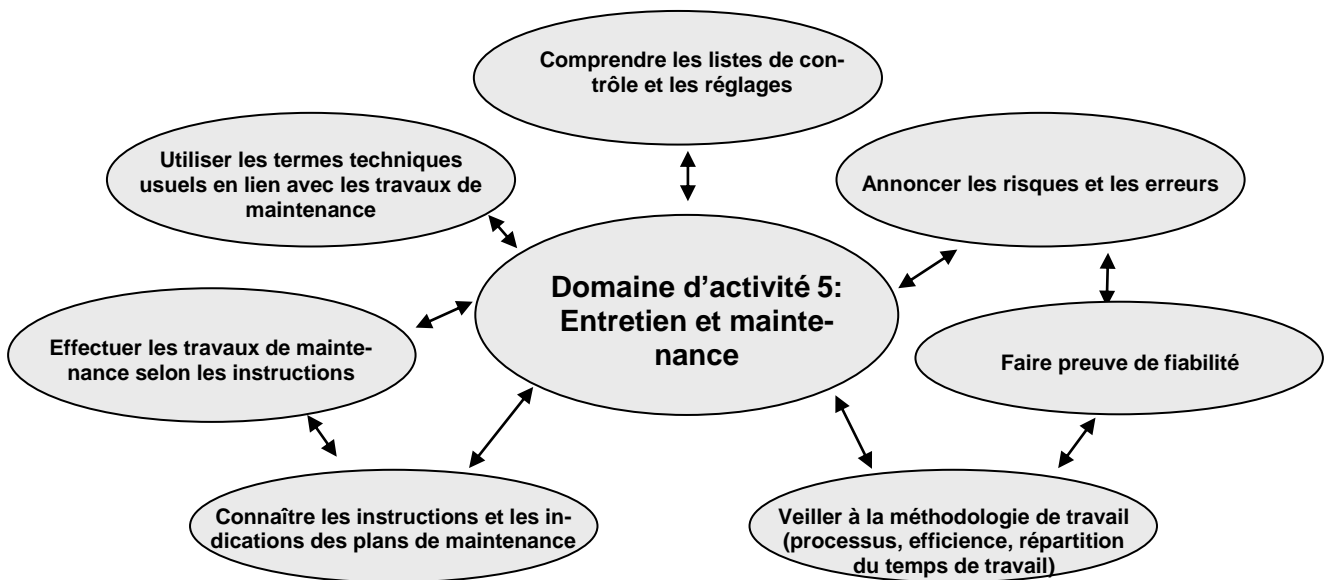 Comprendre les listes de con-
trôle et les réglages
Utiliser les termes techniques
usuels en lien avec les travaux de
maintenance
Annoncer les risques et les erreurs
Domaine d'activité 5:
Entretien et mainte-
nance
Effectuer les travaux de mainte-
nance selon les instructions
Faire preuve de fiabilité
Connaître les instructions et les in-
dications des plans de maintenance
Veiller à la méthodologie de travail
(processus, efficience, répartition
du temps de travail)